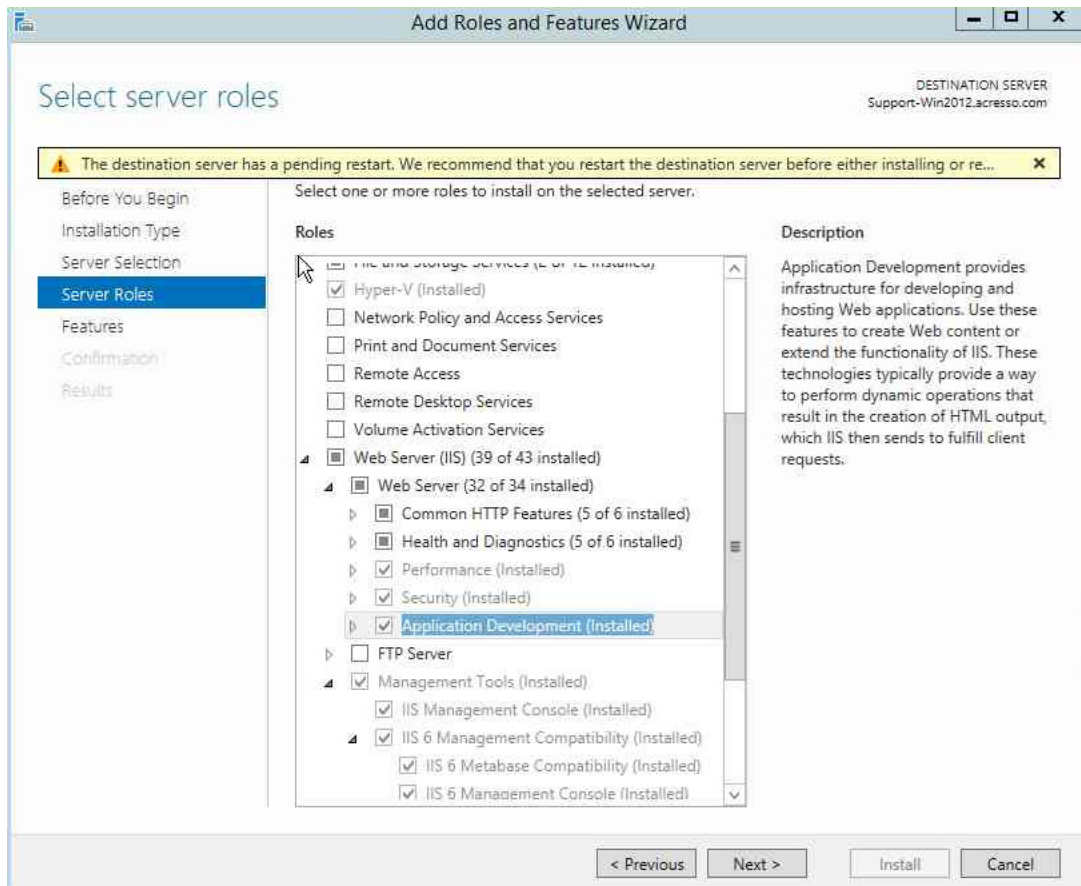 Add Roles and Features Wizard
Select server roles
DESTINATION SERVER
Support-Win2012.acresso.com
The destination server has a pending restart. We recommend that you restart the destination server before either installing or re...
Before You Begin
Installation Type
Server Selection
Server Roles
Features
Confirmation
Results
Select one or more roles to install on the selected server.
Roles
File and Storage Services (2 of 12 installed)
Hyper-V (Installed)
Network Policy and Access Services
Print and Document Services
Remote Access
Remote Desktop Services
Volume Activation Services
Web Server (IIS) (39 of 43 installed)
Web Server (32 of 34 installed)
Common HTTP Features (5 of 6 installed)
Health and Diagnostics (5 of 6 installed)
Performance (Installed)
Security (Installed)
Application Development (Installed)
FTP Server
Management Tools (Installed)
IIS Management Console (Installed)
IIS 6 Management Compatibility (Installed)
IIS 6 Metabase Compatibility (Installed)
IIS 6 Management Console (Installed)
Description
Application Development provides
infrastructure for developing and
hosting Web applications. Use these
features to create Web content or
extend the functionality of IIS. These
technologies typically provide a way
to perform dynamic operations that
result in the creation of HTML output,
which IIS then sends to fulfill client
requests.
< Previous
Next >
Install
Cancel